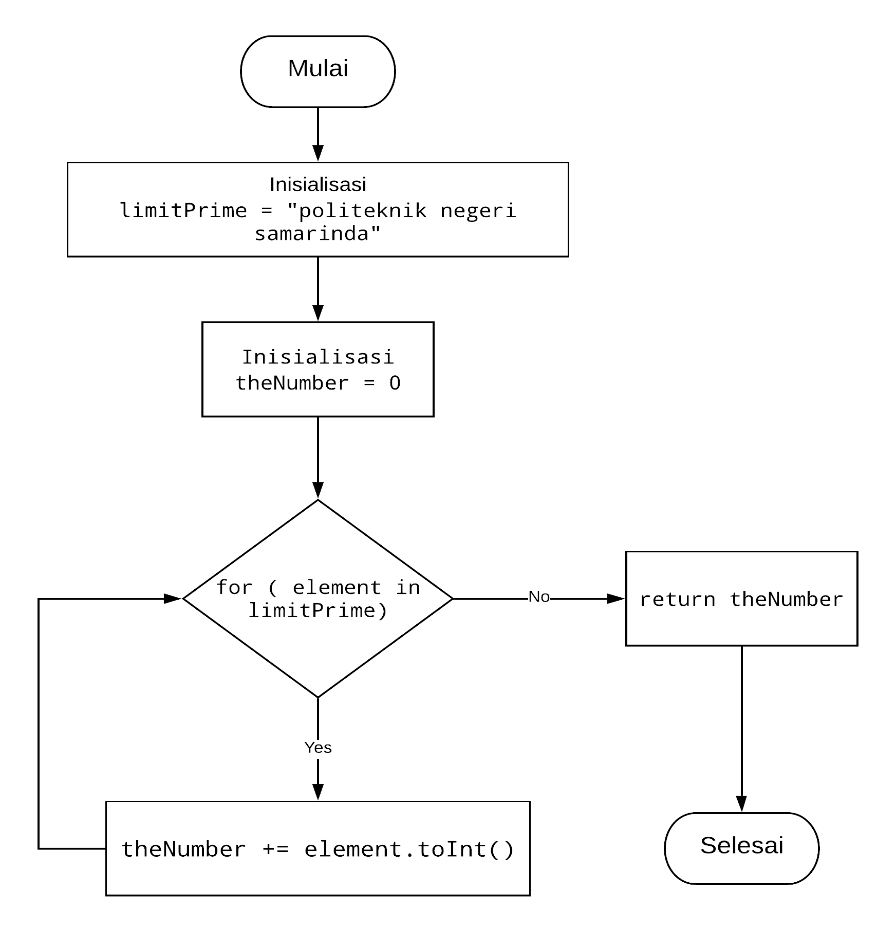 Mulai
Inisialisasi
limitPrime = "politeknik negeri
samarinda"
Inisialisasi
theNumber = 0
for ( element in
limitPrime)
No
return theNumber
Yes
theNumber += element.toInt()
Selesai